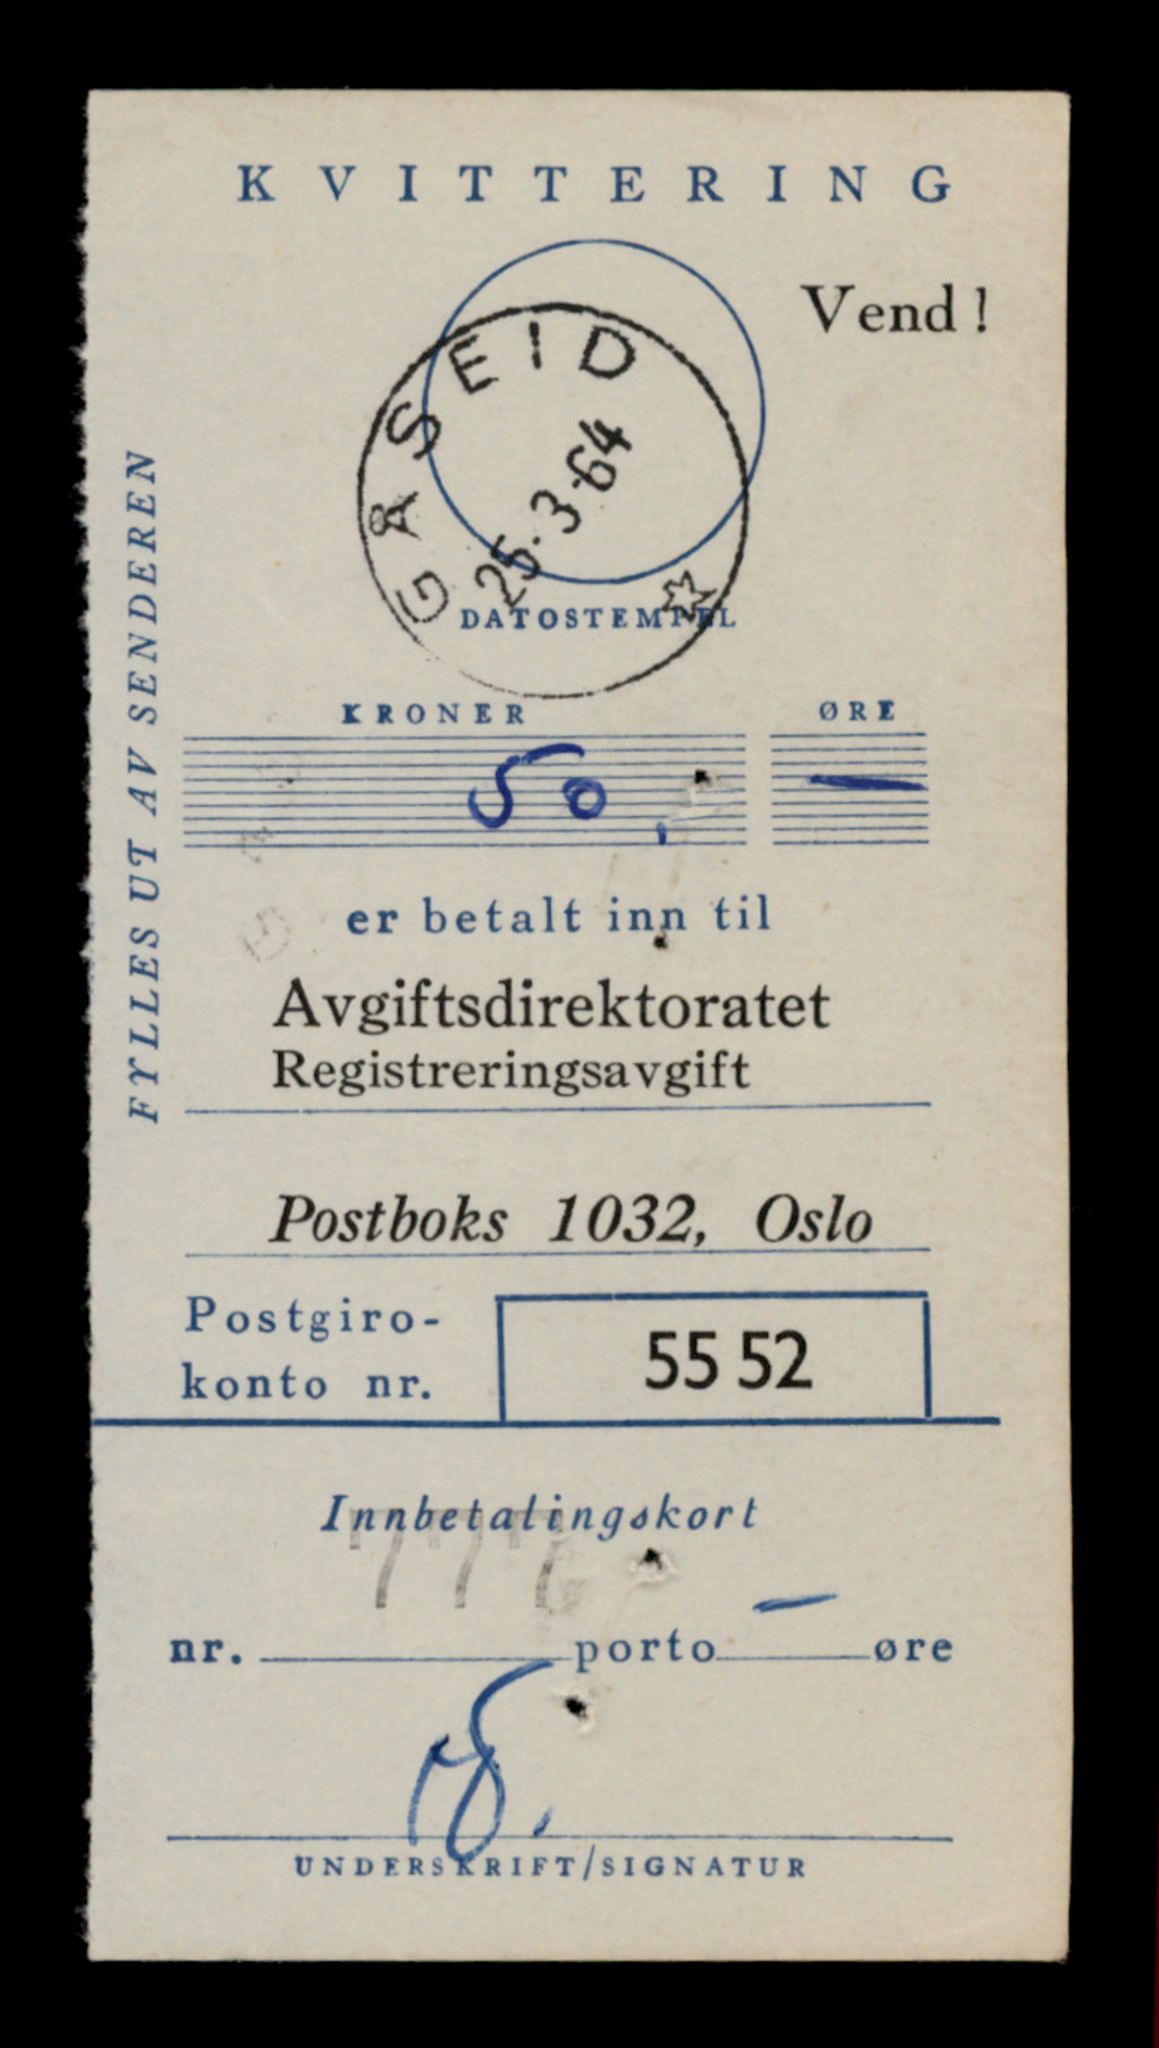 KVITTERING
Vend!
GÅSEID
25.3.64
DATOSTEMPEL
FYLLES UT AV SENDEREN
KRONER ØRE
50, —
er betalt inn til
Avgiftsdirektoratet
Registreringsavgift
Postboks 1032, Oslo
Postgiro-
konto nr. 55 52
Innbetalingskort
777
nr. porto — øre
UNDERSKRIFT/SIGNATUR